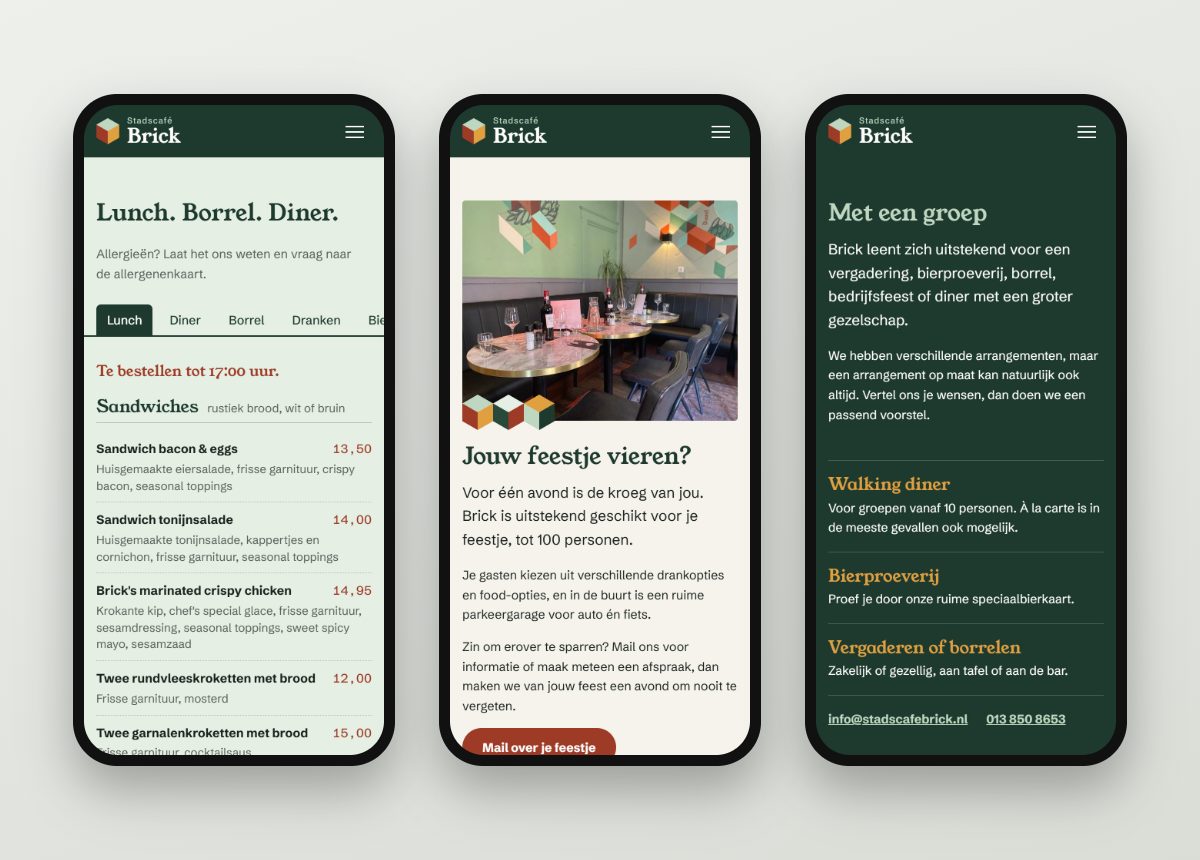 Stadscafé
Brick
Lunch. Borrel. Diner.
Allergieën? Laat het ons weten en vraag naar
de allergenenkaart.
Lunch Diner Borrel Dranken Bie
Te bestellen tot 17:00 uur.
Sandwiches rustiek brood, wit of bruin
Sandwich bacon & eggs 13,50
Huisgemaakte eiersalade, frisse garnituur, crispy
bacon, seasonal toppings
Sandwich tonijnsalade 14,00
Huisgemaakte tonijnsalade, kappertjes en
cornichon, frisse garnituur, seasonal toppings
Brick's marinated crispy chicken 14,95
Krokante kip, chef's special glace, frisse garnituur,
sesamdressing, seasonal toppings, sweet spicy
mayo, sesamzaad
Twee rundvleeskroketten met brood 12,00
Frisse garnituur, mosterd
Twee garnalenkroketten met brood 15,00
Frisse garnituur, cocktailsaus
Stadscafé
Brick
Jouw feestje vieren?
Voor één avond is de kroeg van jou.
Brick is uitstekend geschikt voor je
feestje, tot 100 personen.
Je gasten kiezen uit verschillende drankopties
en food-opties, en in de buurt is een ruime
parkeergarage voor auto én fiets.
Zin om erover te sparren? Mail ons voor
informatie of maak meteen een afspraak, dan
maken we van jouw feest een avond om nooit te
vergeten.
Mail over je feestje
Stadscafé
Brick
Met een groep
Brick leent zich uitstekend voor een
vergadering, bierproeverij, borrel,
bedrijfsfeest of diner met een groter
gezelschap.
We hebben verschillende arrangementen, maar
een arrangement op maat kan natuurlijk ook
altijd. Vertel ons je wensen, dan doen we een
passend voorstel.
Walking diner
Voor groepen vanaf 10 personen. À la carte is in
de meeste gevallen ook mogelijk.
Bierproeverij
Proef je door onze ruime speciaalbierkaart.
Vergaderen of borrelen
Zakelijk of gezellig, aan tafel of aan de bar.
info@stadscafebrick.nl 013 850 8653